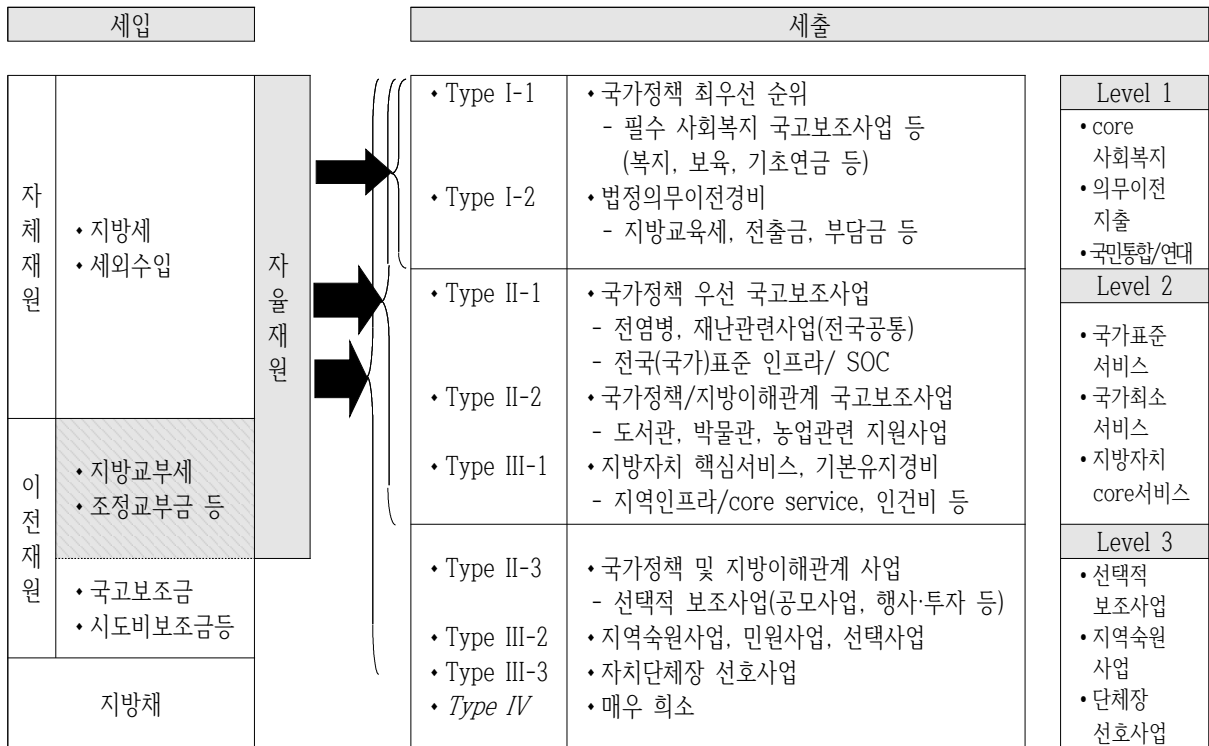 세입
세출
자체재원
• 지방세
• 세외수입
이전재원
• 지방교부세
• 조정교부금 등
• 국고보조금
• 시도비보조금등
지방채
자율재원
• Type I-1
• 국가정책 최우선 순위
- 필수 사회복지 국고보조사업 등
(복지, 보육, 기초연금 등)
• Type I-2
• 법정의무이전경비
- 지방교육세, 전출금, 부담금 등
• Type II-1
• 국가정책 우선 국고보조사업
- 전염병, 재난관련사업(전국공통)
- 전국(국가)표준 인프라/ SOC
• Type II-2
• 국가정책/지방이해관계 국고보조사업
- 도서관, 박물관, 농업관련 지원사업
• Type III-1
• 지방자치 핵심서비스, 기본유지경비
- 지역인프라/core service, 인건비 등
• Type II-3
• 국가정책 및 지방이해관계 사업
- 선택적 보조사업(공모사업, 행사·투자 등)
• Type III-2
• 지역숙원사업, 민원사업, 선택사업
• Type III-3
• 자치단체장 선호사업
• Type IV
• 매우 희소
Level 1
• core
사회복지
• 의무이전
지출
• 국민통합/연대
Level 2
• 국가표준
서비스
• 국가최소
서비스
• 지방자치
core서비스
Level 3
• 선택적
보조사업
• 지역숙원
사업
• 단체장
선호사업